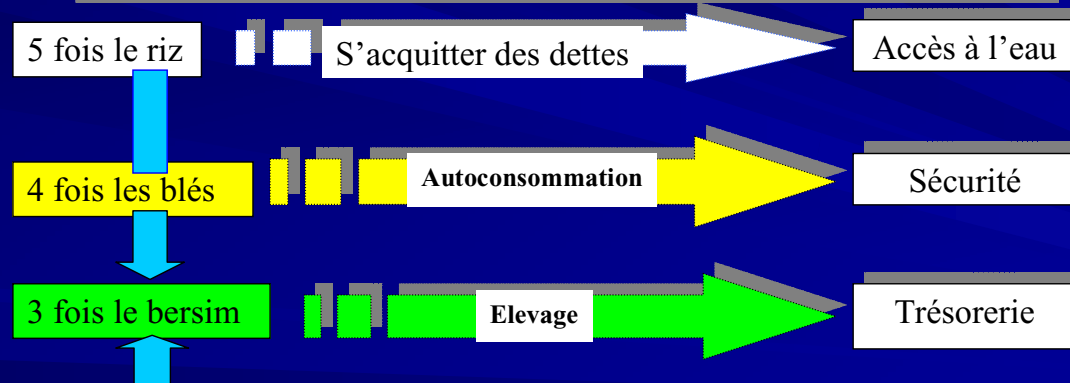 5 fois le riz
S’acquitter des dettes
Accès à l’eau
4 fois les blés
Autoconsommation
Sécurité
3 fois le bersim
Elevage
Trésorerie